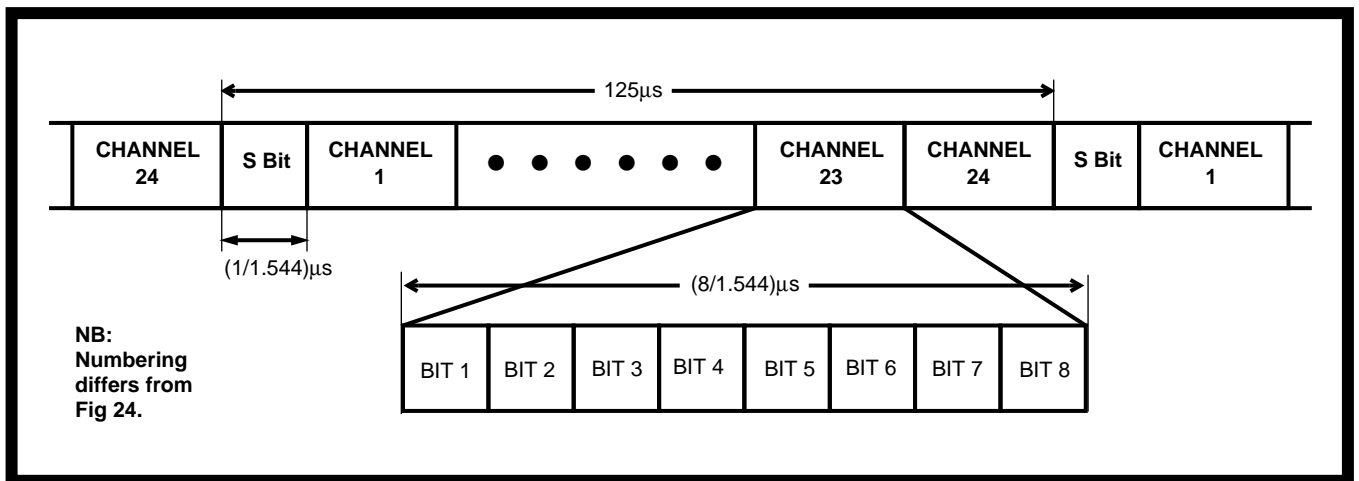 125μs
CHANNEL 24
S Bit
CHANNEL 1
CHANNEL 23
CHANNEL 24
S Bit
CHANNEL 1
(1/1.544)μs
(8/1.544)μs
BIT 1
BIT 2
BIT 3
BIT 4
BIT 5
BIT 6
BIT 7
BIT 8
NB:
Numbering
differs from
Fig 24.